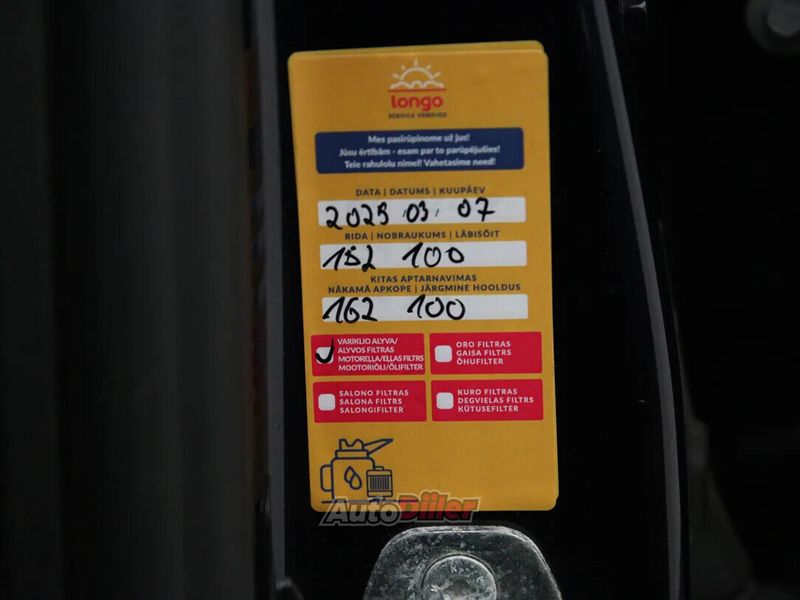 longo
SERVICE VERIFIED
Mes pasirūpinome už jus!
Jūsu ērtībām - esam par to parūpējušies!
Teie rahulolu nimel! Vahetasime need!
DATA | DATUMS | KUUPÄEV
2025 03 07
RIDA | NOBRAUKUMS | LÄBISÕIT
152 100
KITAS APTARNAVIMAS
NĀKAMĀ APKOPE | JÄRGMINE HOOLDUS
162 100
VARIKLIO ALYVA/
ALYVOS FILTRAS
MOTOREĻĻA/EĻĻAS FILTRS
MOOTORIÕLI/ÕLIFILTER
ORO FILTRAS
GAISA FILTRS
ÕHUFILTER
SALONO FILTRAS
SALONA FILTRS
SALONGIFILTER
KURO FILTRAS
DEGVIELAS FILTRS
KÜTUSEFILTER
AutoDiiler